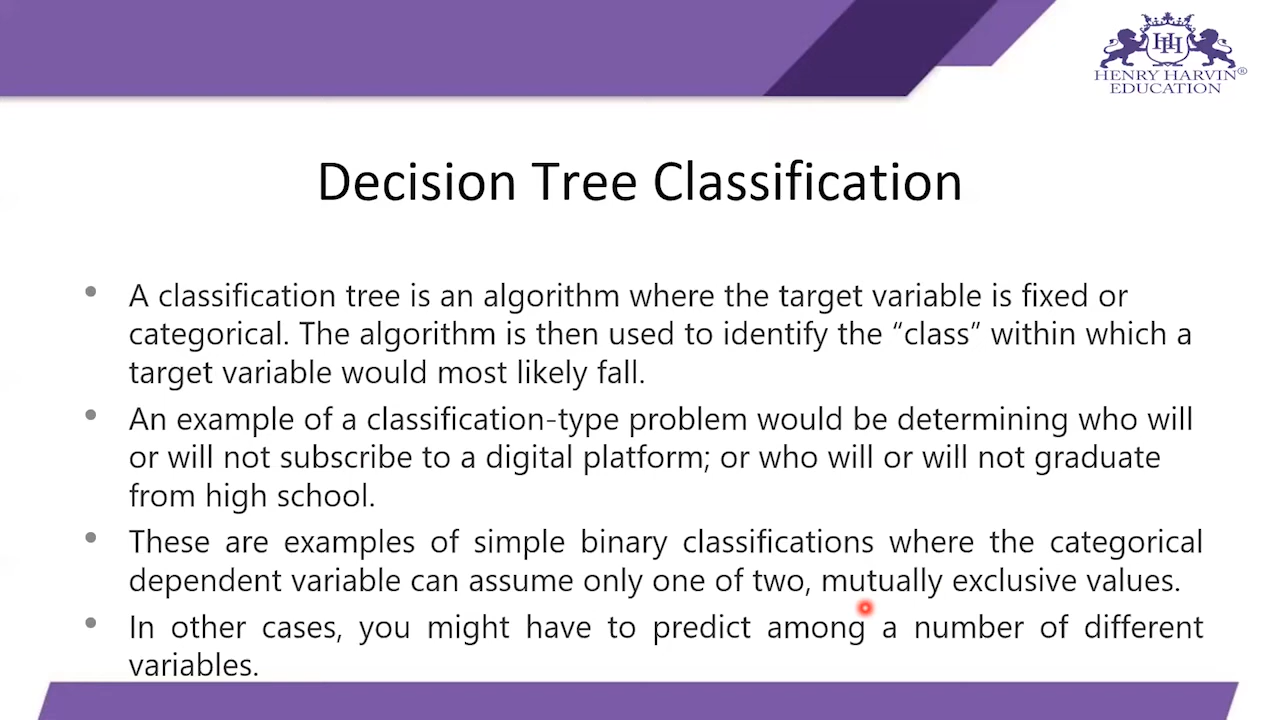 HENRY HARVIN®
EDUCATION
Decision Tree Classification
• A classification tree is an algorithm where the target variable is fixed or
categorical. The algorithm is then used to identify the “class” within which a
target variable would most likely fall.
• An example of a classification-type problem would be determining who will
or will not subscribe to a digital platform; or who will or will not graduate
from high school.
• These are examples of simple binary classifications where the categorical
dependent variable can assume only one of two, mutually exclusive values.
• In other cases, you might have to predict among a number of different
variables.